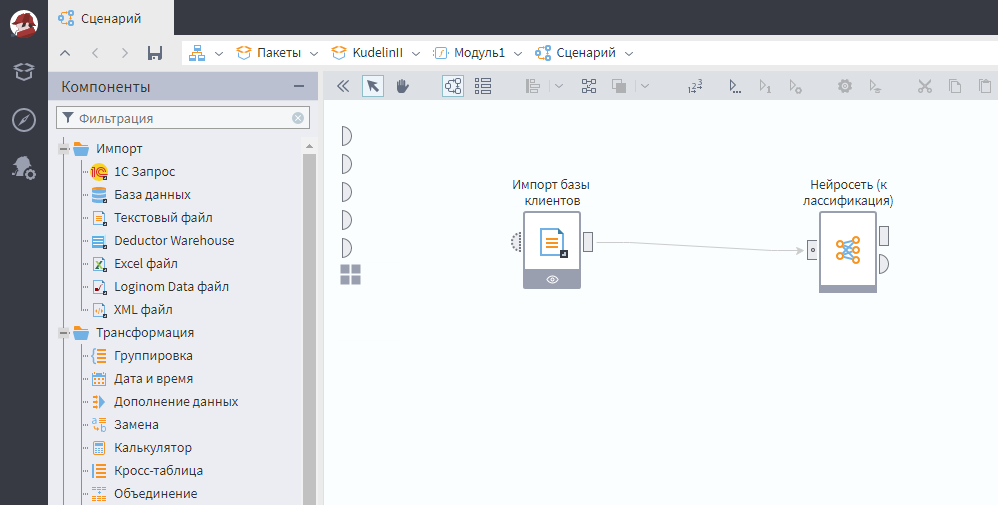 Сценарий
Пакеты
KudelinII
Модуль1
Сценарий
Компоненты
Фильтрация
Импорт
1С Запрос
База данных
Текстовый файл
Deductor Warehouse
Excel файл
Loginom Data файл
XML файл
Трансформация
Группировка
Дата и время
Дополнение данных
Замена
Калькулятор
Кросс-таблица
Объединение
Импорт базы
клиентов
Нейросеть (к
лассификация)